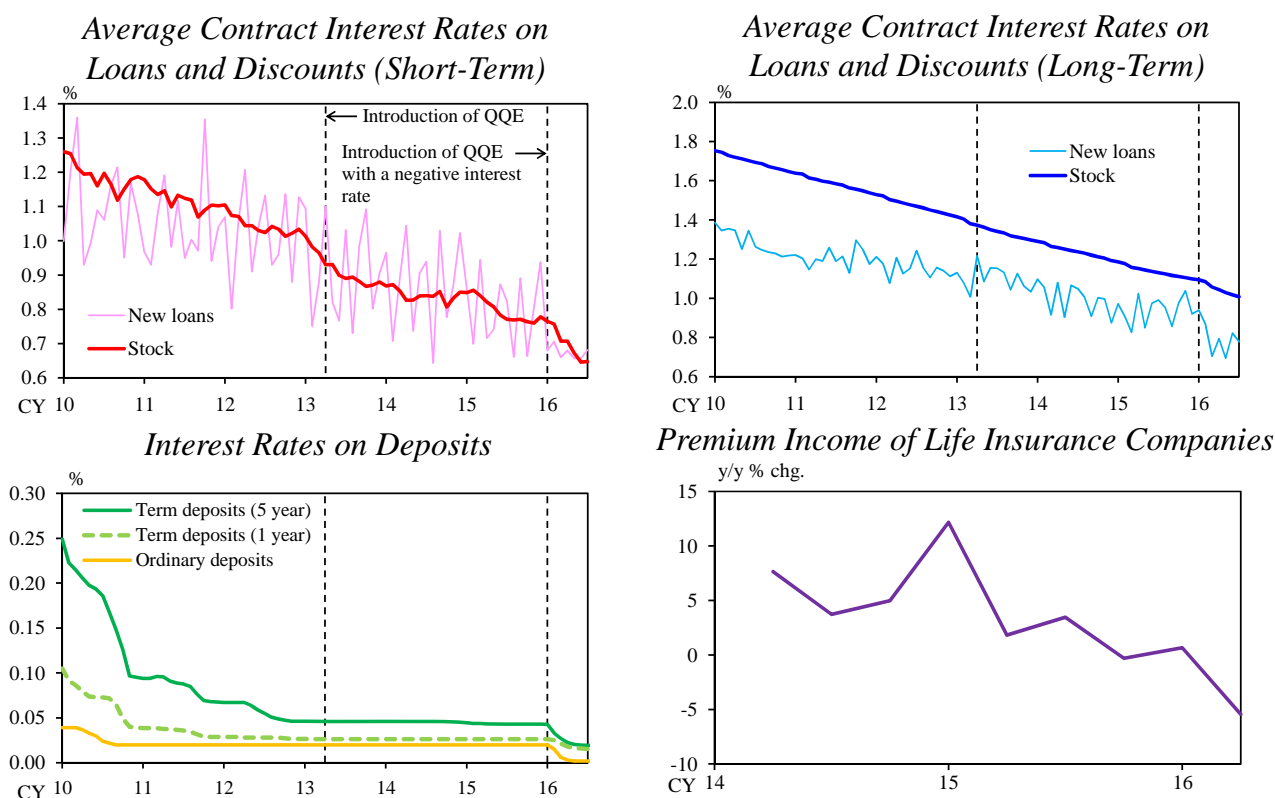 Average Contract Interest Rates on
Loans and Discounts (Short-Term)
%
1.4
1.3
1.2
1.1
1.0
0.9
0.8
0.7
0.6
Introduction of QQE
Introduction of QQE
with a negative interest
rate
New loans
Stock
CY
10
11
12
13
14
15
16
Average Contract Interest Rates on
Loans and Discounts (Long-Term)
%
2.0
1.8
1.6
1.4
1.2
1.0
0.8
0.6
New loans
Stock
CY
10
11
12
13
14
15
16
Interest Rates on Deposits
%
0.30
0.25
0.20
0.15
0.10
0.05
0.00
Term deposits (5 year)
Term deposits (1 year)
Ordinary deposits
CY
10
11
12
13
14
15
16
Premium Income of Life Insurance Companies
y/y % chg.
15
10
5
0
-5
-10
CY
14
15
16